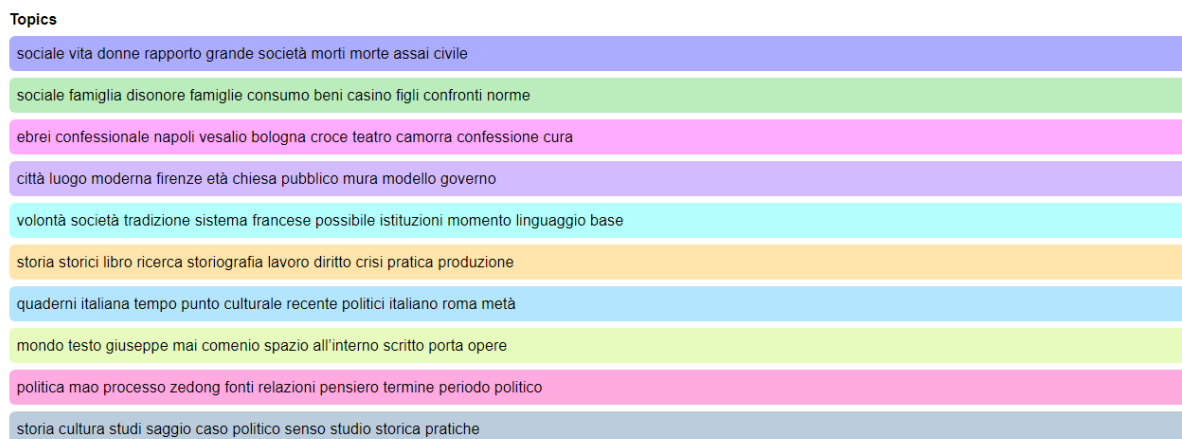 Topics
sociale vita donne rapporto grande società morti morte assai civile
sociale famiglia disonore famiglie consumo beni casino figli confronti norme
ebrei confessionale napoli vesalio bologna croce teatro camorra confessione cura
città luogo moderna firenze età chiesa pubblico mura modello governo
volontà società tradizione sistema francese possibile istituzioni momento linguaggio base
storia storici libro ricerca storiografia lavoro diritto crisi pratica produzione
quaderni italiana tempo punto culturale recente politici italiano roma metà
mondo testo giuseppe mai comenio spazio all’interno scritto porta opere
politica mao processo zedong fonti relazioni pensiero termine periodo politico
storia cultura studi saggio caso politico senso studio storica pratiche